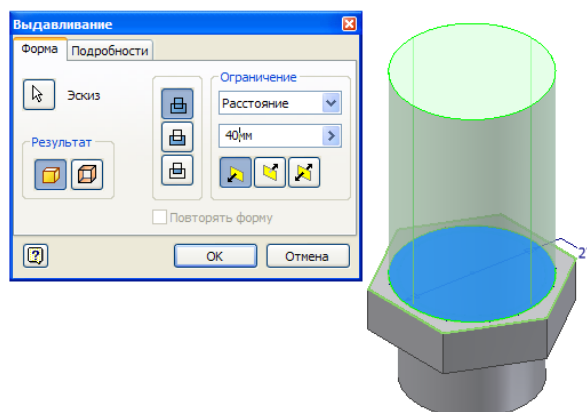 Выдавливание
Форма
Подробности
Эскиз
Результат
Ограничение
Расстояние
40мм
Повторять форму
OK
Отмена
2